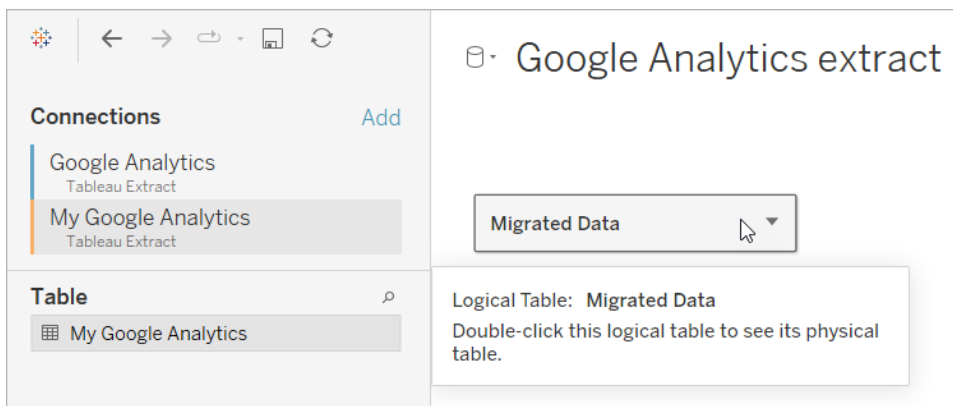 Google Analytics extract
Connections
Add
Google Analytics
Tableau Extract
My Google Analytics
Tableau Extract
Table
My Google Analytics
Migrated Data
Logical Table: Migrated Data
Double-click this logical table to see its physical
table.